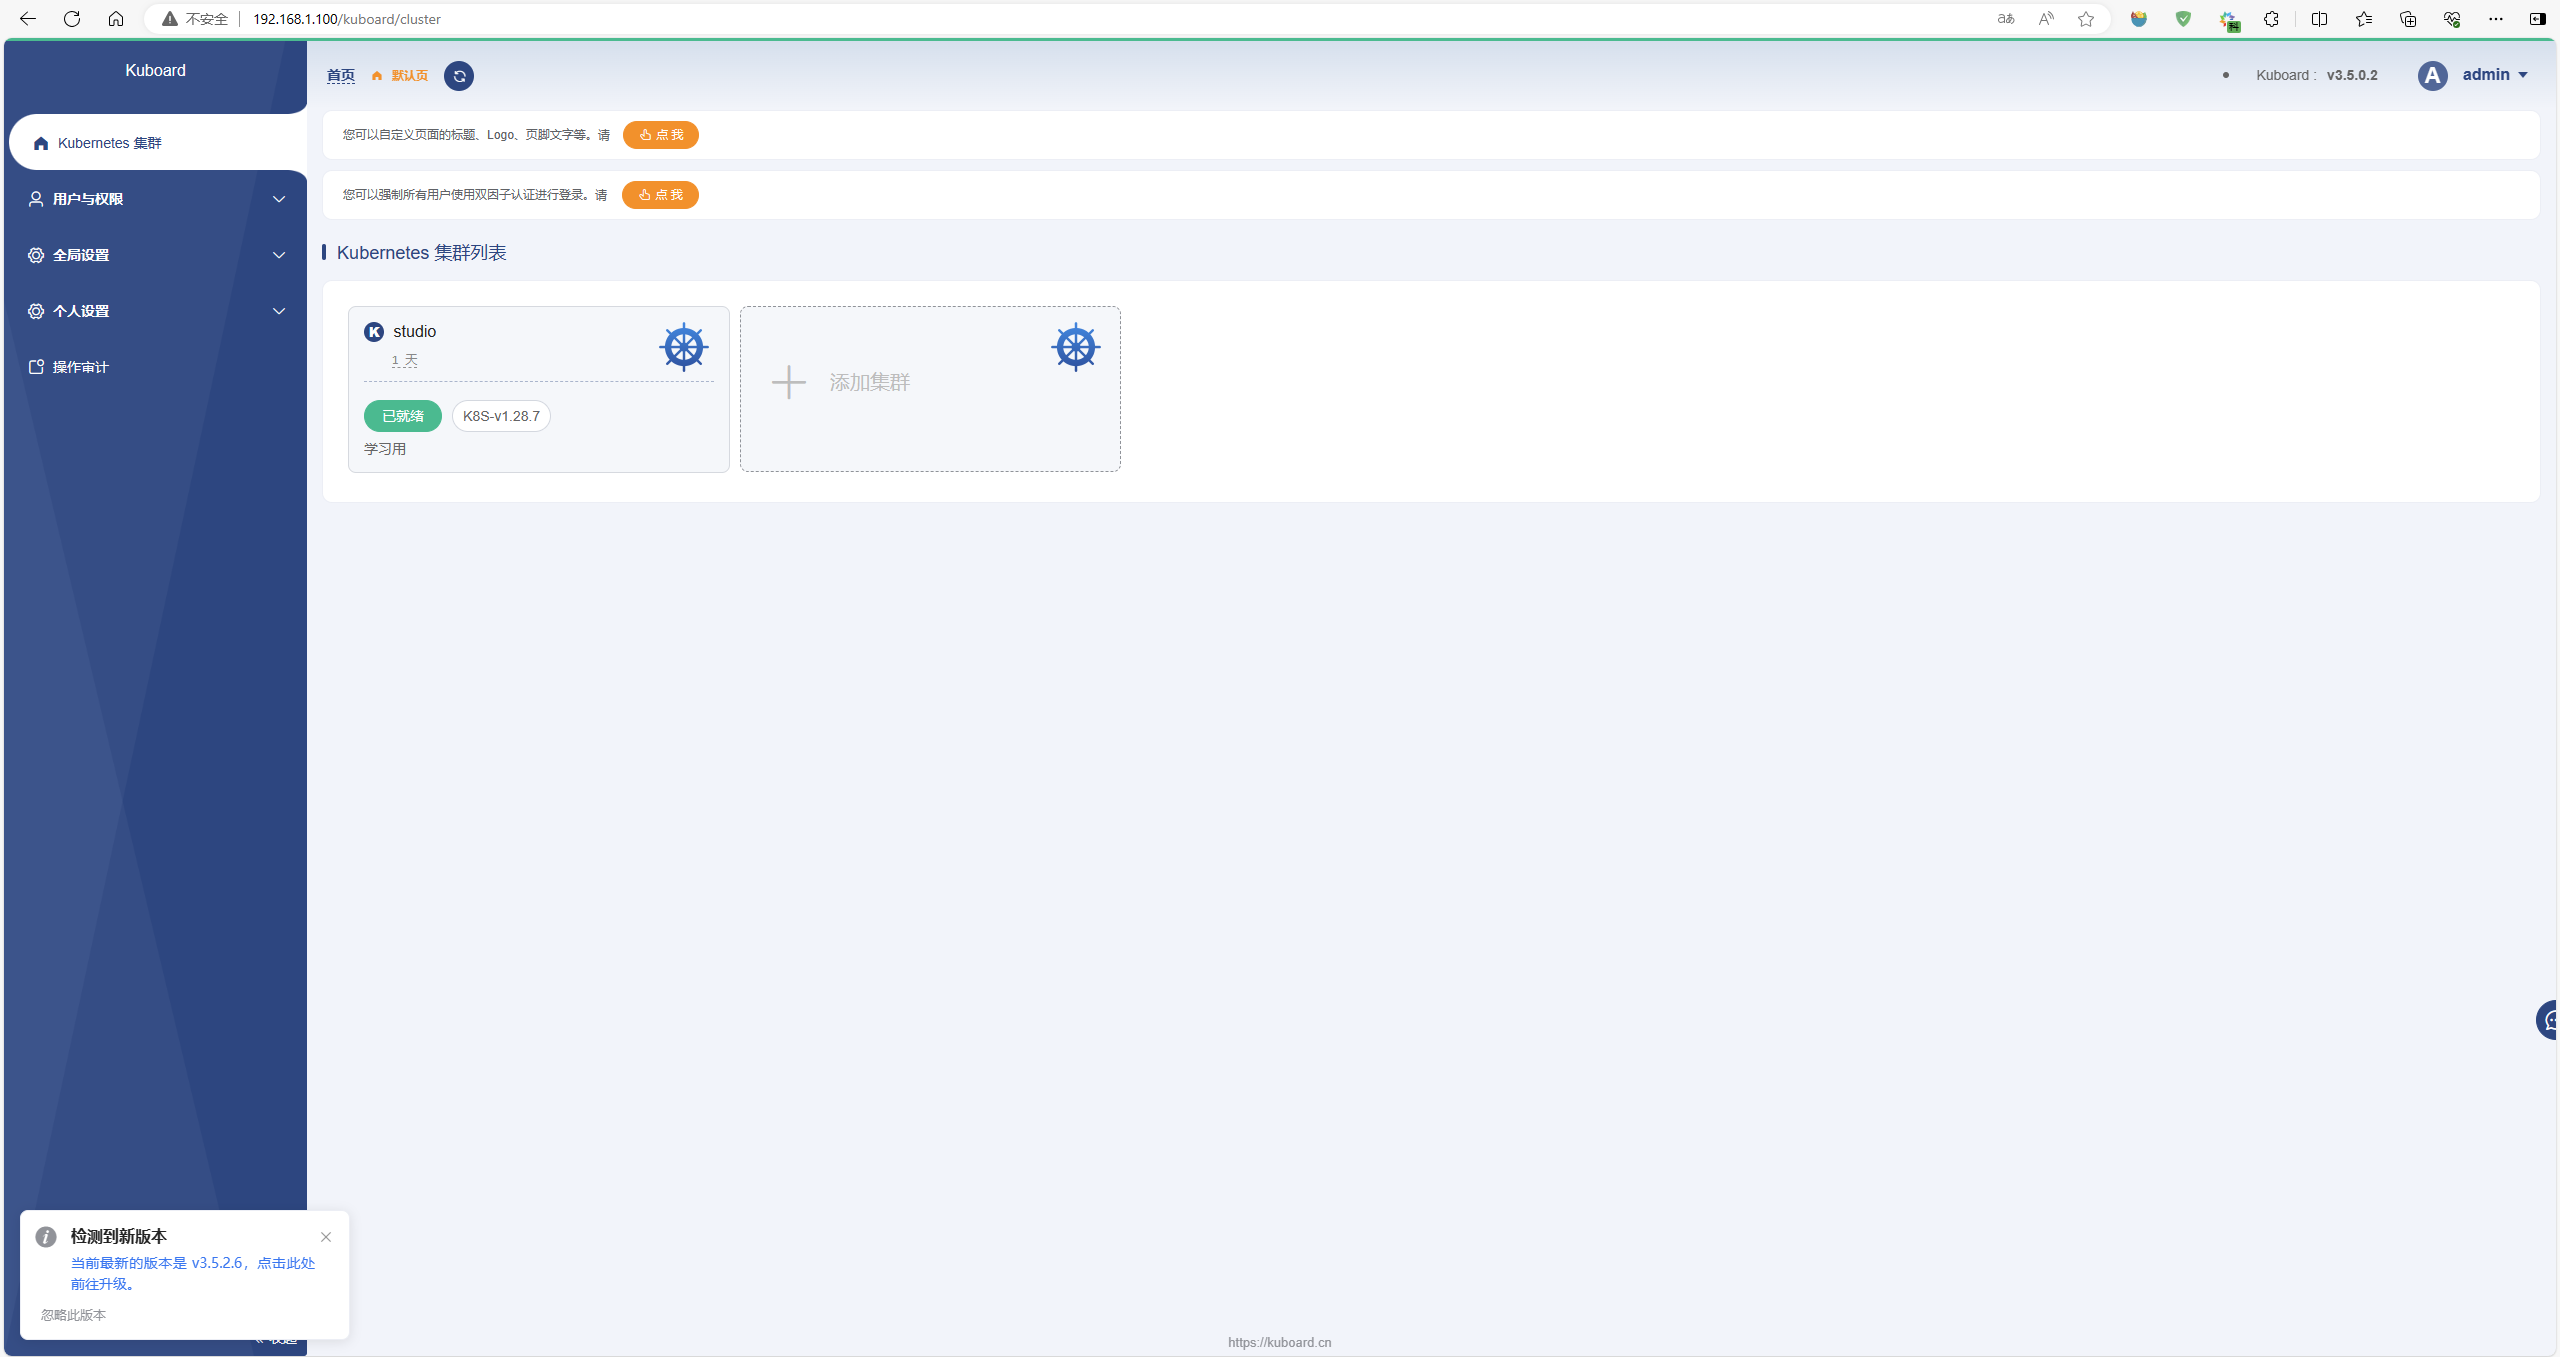 不安全 192.168.1.100/kuboard/cluster
Kuboard
Kubernetes 集群
用户与权限
全局设置
个人设置
操作审计
首页 默认页
Kuboard : v3.5.0.2 A admin
您可以自定义页面的标题、Logo、页脚文字等。请 点 我
您可以强制所有用户使用双因子认证进行登录。请 点 我
Kubernetes 集群列表
K studio
1 天
已就绪 K8S-v1.28.7
学习用
添加集群
检测到新版本
当前最新的版本是 v3.5.2.6，点击此处
前往升级。
忽略此版本
https://kuboard.cn